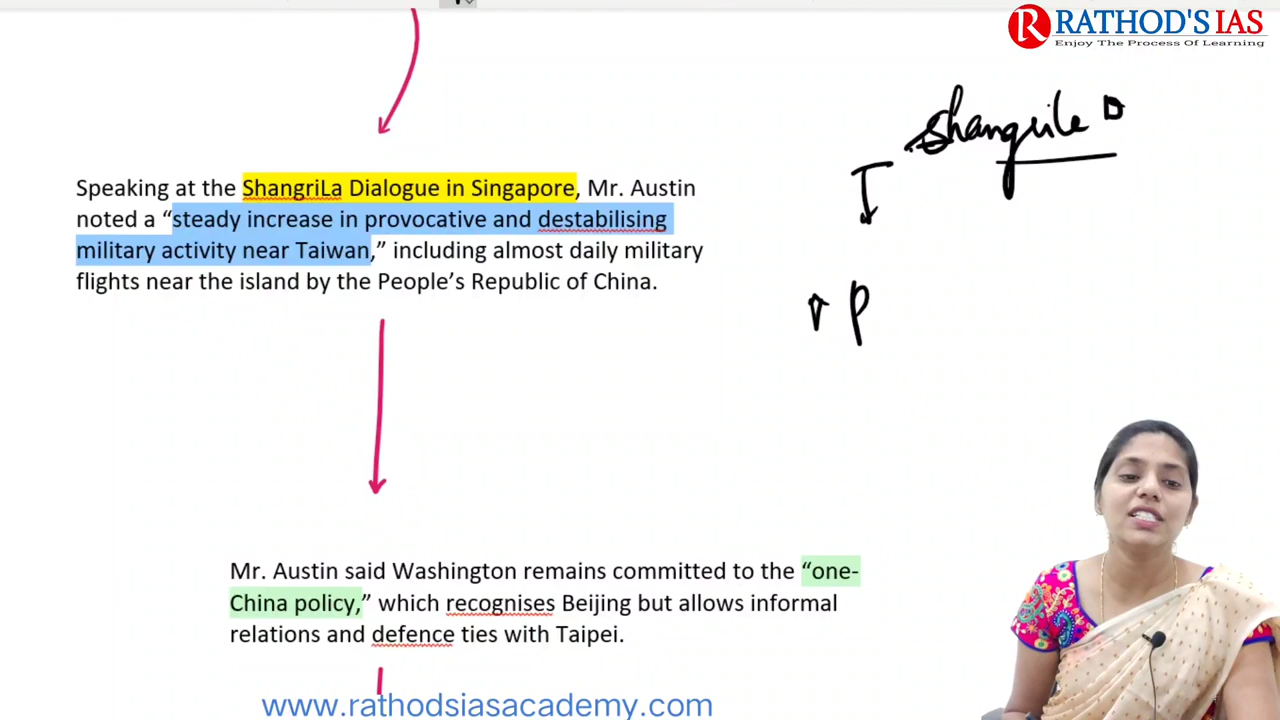 RATHOD'S IAS
Enjoy The Process Of Learning
Shangrila D
Speaking at the ShangriLa Dialogue in Singapore, Mr. Austin
noted a “steady increase in provocative and destabilising
military activity near Taiwan,” including almost daily military
flights near the island by the People’s Republic of China.
P
Mr. Austin said Washington remains committed to the “one-
China policy,” which recognises Beijing but allows informal
relations and defence ties with Taipei.
www.rathodsiasacademy.com